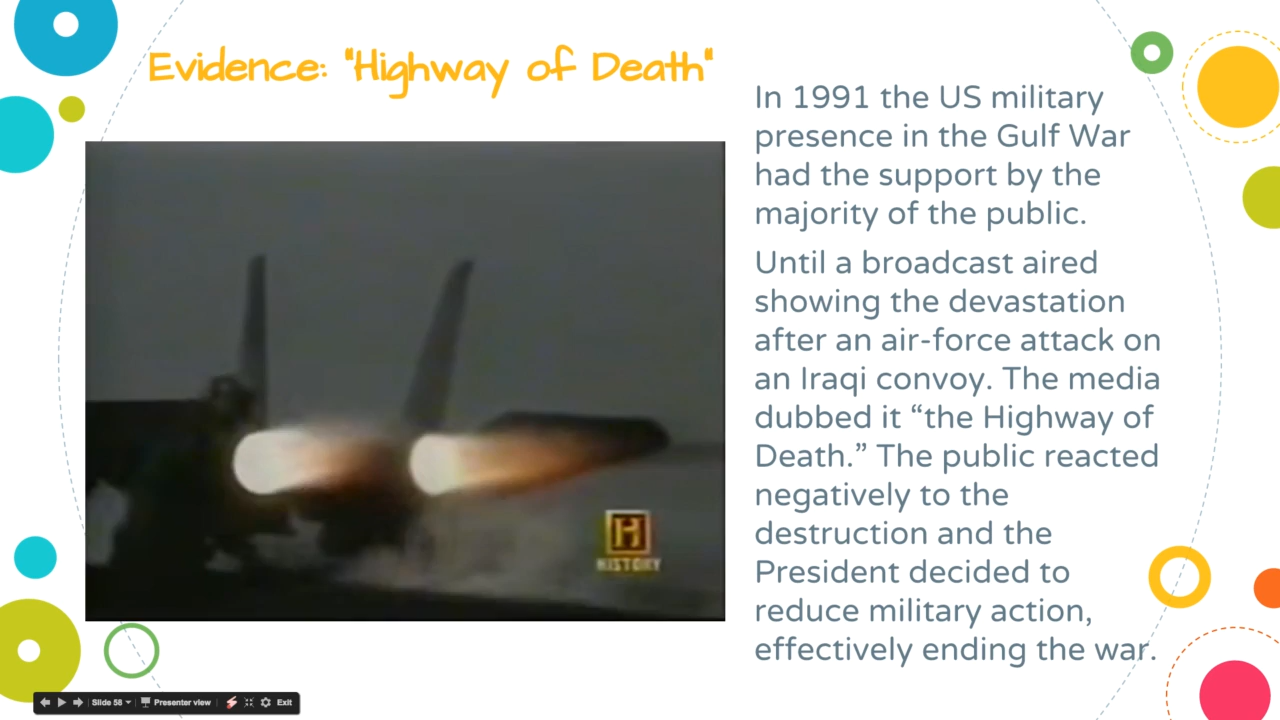 Evidence: "Highway of Death"
In 1991 the US military
presence in the Gulf War
had the support by the
majority of the public.
Until a broadcast aired
showing the devastation
after an air-force attack on
an Iraqi convoy. The media
dubbed it “the Highway of
Death.” The public reacted
negatively to the
destruction and the
President decided to
reduce military action,
effectively ending the war.
H
HISTORY
Slide 58 Presenter view Exit